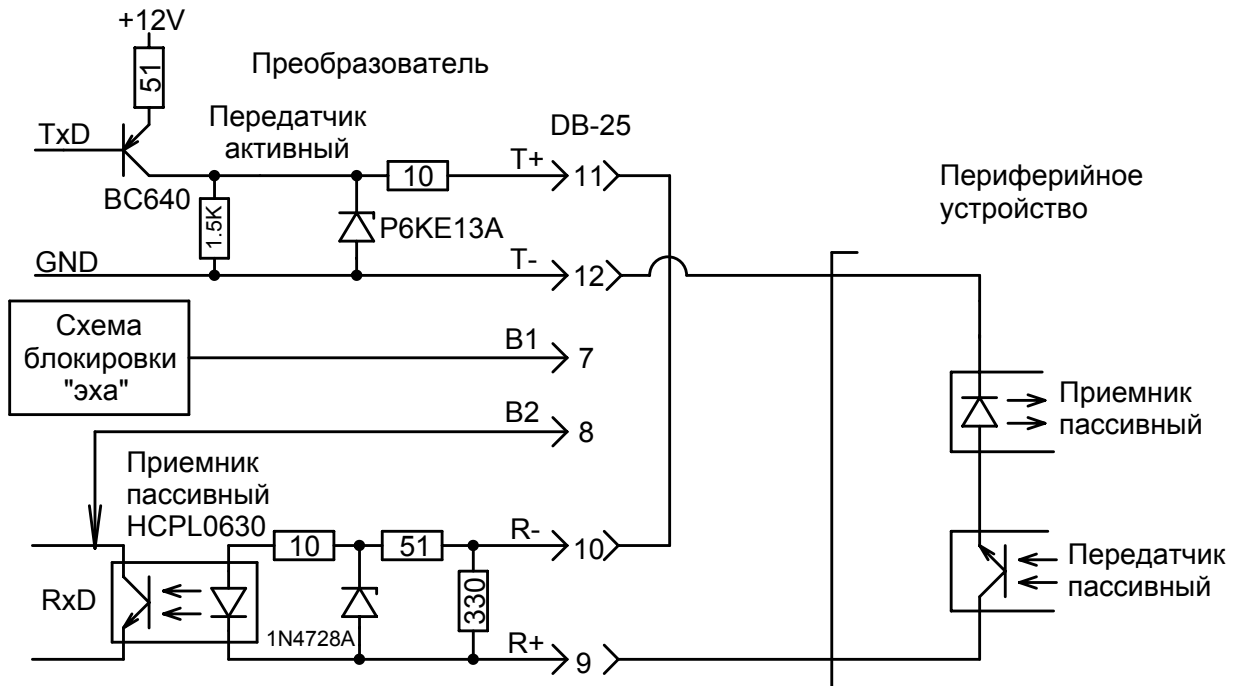 +12V
51
Преобразователь
TxD
Передатчик
активный
DB-25
T+
11
10
BC640
1.5K
P6KE13A
Периферийное
устройство
GND
T-
12
Схема
блокировки
"эха"
B1
7
B2
8
Приемник
пассивный
Приемник
пассивный
HCPL0630
10
51
R-
10
Передатчик
пассивный
RxD
330
1N4728A
R+
9